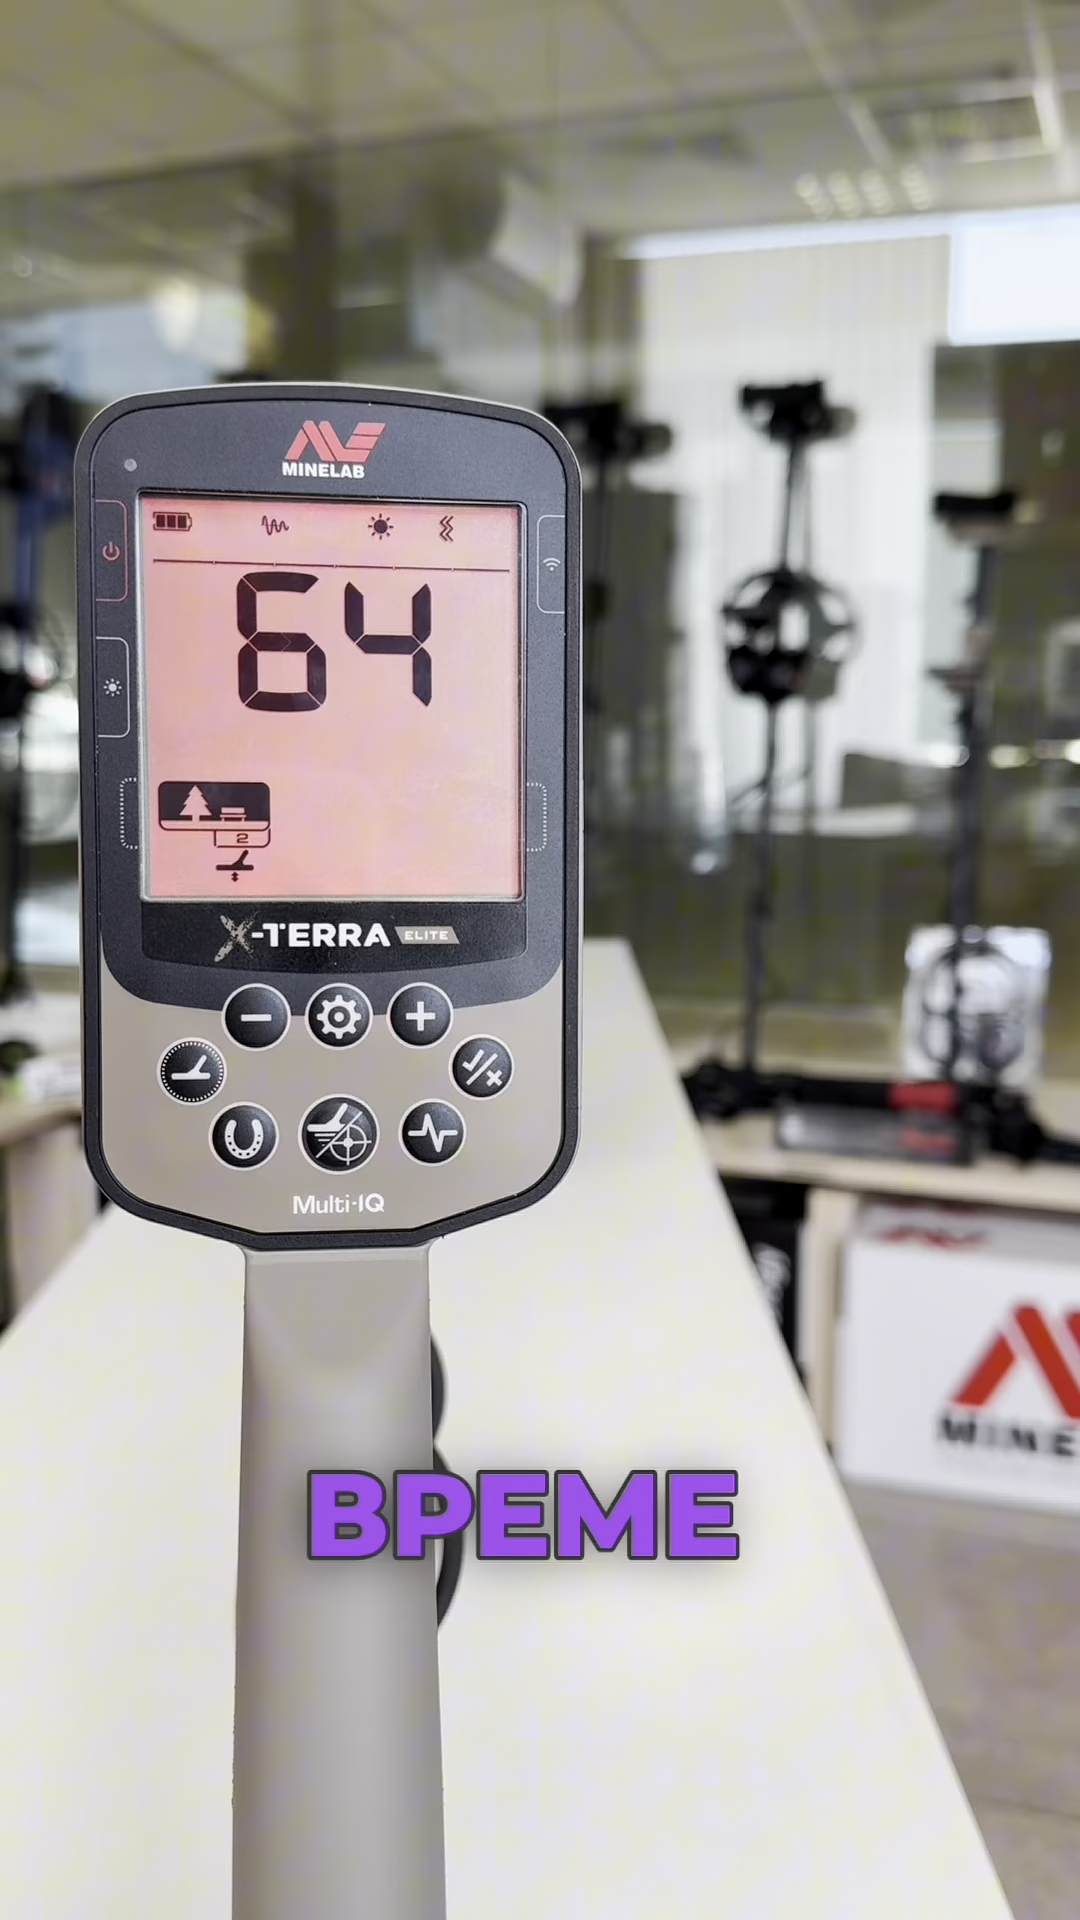 MINELAB
64
2
X-TERRA ELITE
Multi-IQ
MINE
ВРЕМЕ